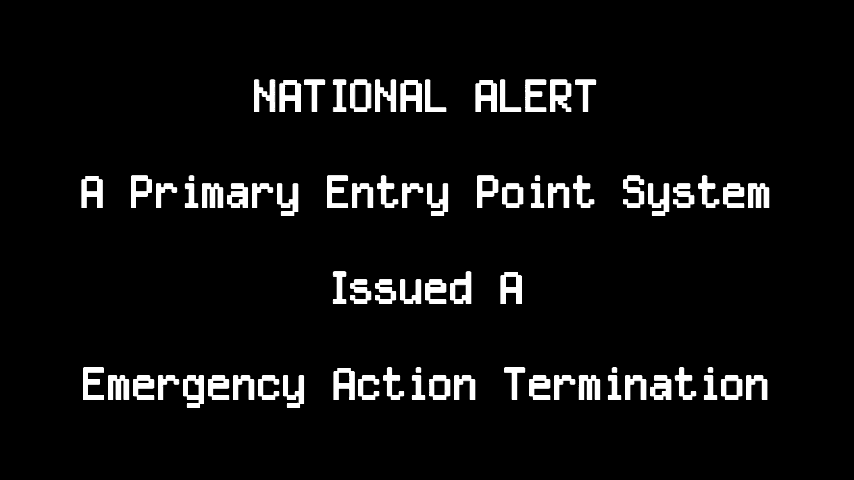 NATIONAL ALERT
A Primary Entry Point System
Issued A
Emergency Action Termination